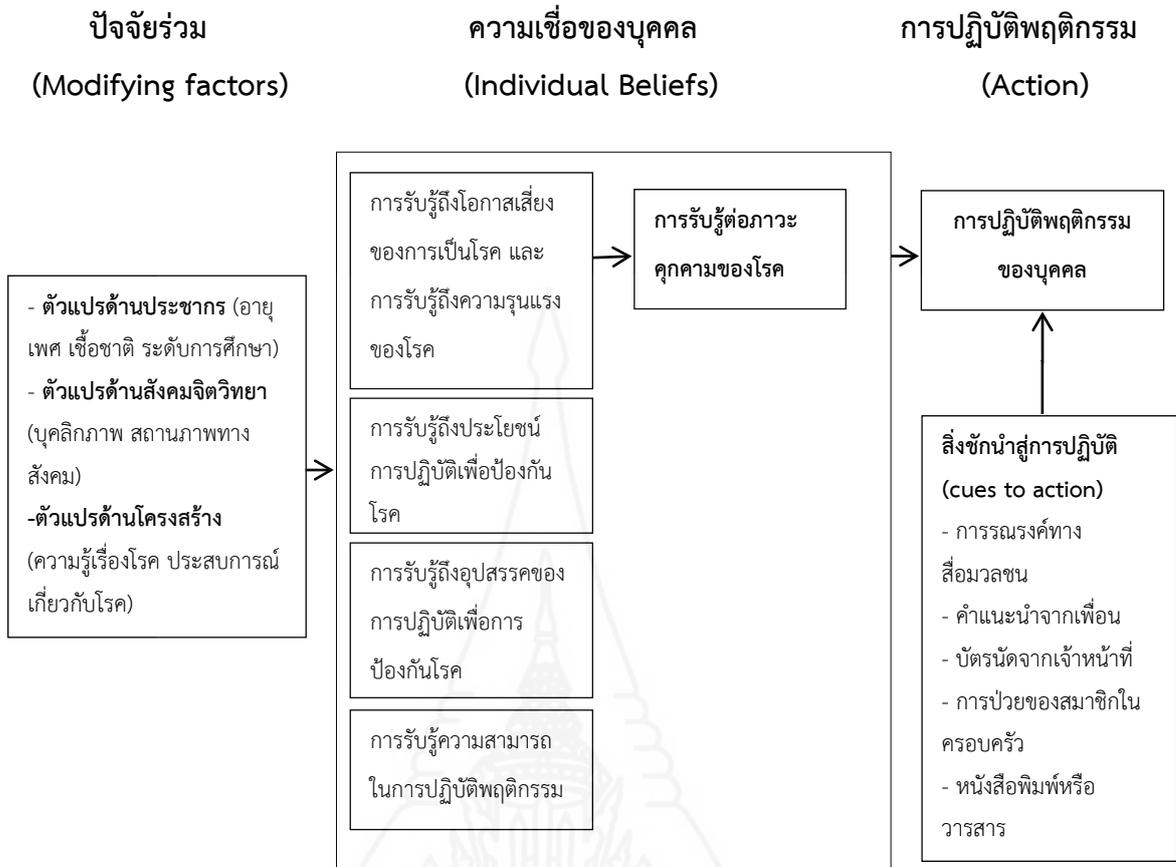 ปัจจัยร่วม
(Modifying factors)
ความเชื่อของบุคคล
(Individual Beliefs)
การปฏิบัติพฤติกรรม
(Action)
- ตัวแปรด้านประชากร (อายุ
เพศ เชื้อชาติ ระดับการศึกษา)
- ตัวแปรด้านสังคมจิตวิทยา
(บุคลิกภาพ สถานภาพทาง
สังคม)
-ตัวแปรด้านโครงสร้าง
(ความรู้เรื่องโรค ประสบการณ์
เกี่ยวกับโรค)
การรับรู้ถึงโอกาสเสี่ยง
ของการเป็นโรค และ
การรับรู้ถึงความรุนแรง
ของโรค
การรับรู้ถึงประโยชน์
การปฏิบัติเพื่อป้องกัน
โรค
การรับรู้ถึงอุปสรรคของ
การปฏิบัติเพื่อการ
ป้องกันโรค
การรับรู้ความสามารถ
ในการปฏิบัติพฤติกรรม
การรับรู้ต่อภาวะ
คุกคามของโรค
การปฏิบัติพฤติกรรม
ของบุคคล
สิ่งชักนำสู่การปฏิบัติ
(cues to action)
- การรณรงค์ทาง
สื่อมวลชน
- คำแนะนำจากเพื่อน
- บัตรนัดจากเจ้าหน้าที่
- การป่วยของสมาชิกใน
ครอบครัว
- หนังสือพิมพ์หรือ
วารสาร